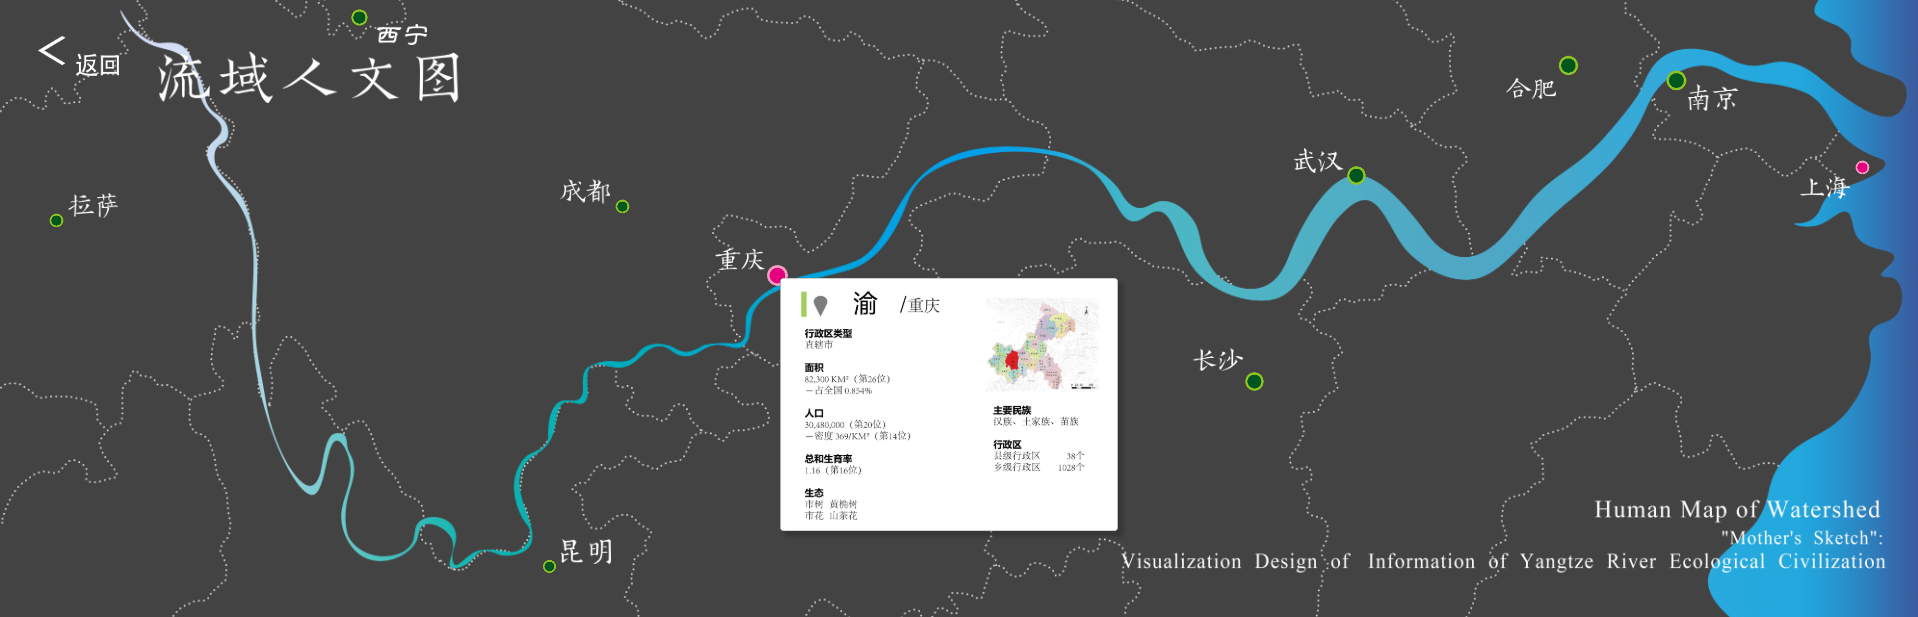 西宁
返回
流域人文图
合肥
南京
武汉
上海
拉萨
成都
重庆
长沙
昆明
渝 /重庆
行政区类型
直辖市
面积
82,300 KM²（第26位）
－占全国 0.854%
人口
30,480,000（第20位）
－密度 369/KM²（第14位）
总和生育率
1.16（第16位）
生态
市树 黄桷树
市花 山茶花
主要民族
汉族、土家族、苗族
行政区
县级行政区 38个
乡级行政区 1028个
Human Map of Watershed
"Mother's Sketch":
Visualization Design of Information of Yangtze River Ecological Civilization